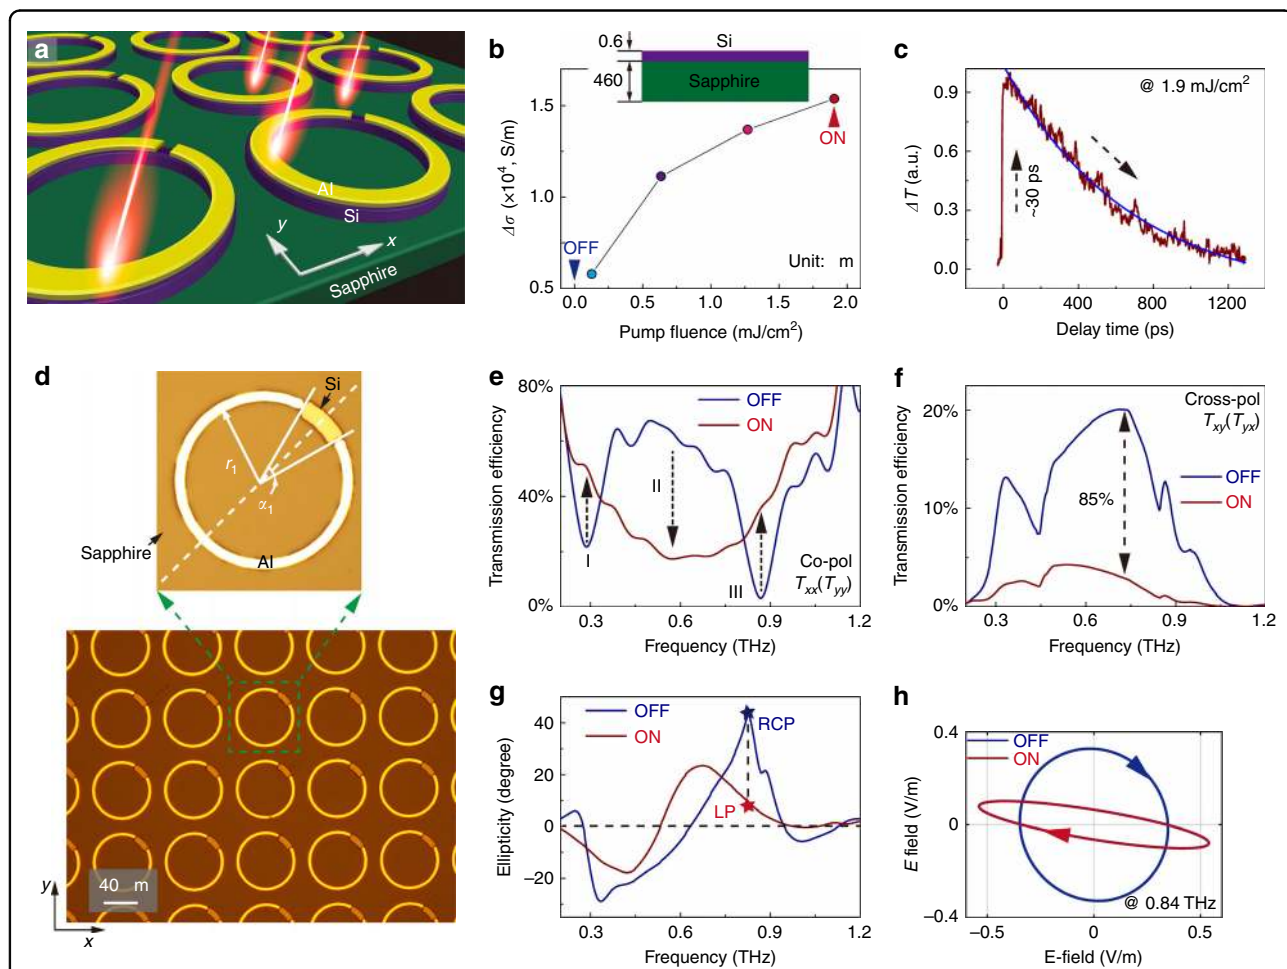 a
Al
Si
y
x
Sapphire
b
0.6
Si
460
Sapphire
Δσ (×10⁴, S/m)
1.5
1.0
0.5
OFF
ON
Unit: m
0.0
0.5
1.0
1.5
2.0
Pump fluence (mJ/cm²)
c
@ 1.9 mJ/cm²
ΔT (a.u.)
0.9
0.6
0.3
0.0
~30 ps
0
400
800
1200
Delay time (ps)
d
Si
r₁
α₁
Sapphire
Al
40 m
y
x
e
Transmission efficiency
80%
40%
0%
OFF
ON
I
II
III
Co-pol
Txx(Tyy)
0.3
0.6
0.9
1.2
Frequency (THz)
f
Transmission efficiency
20%
10%
0%
Cross-pol
Txy(Tyx)
OFF
ON
85%
0.3
0.6
0.9
1.2
Frequency (THz)
g
Ellipticity (degree)
40
20
0
−20
OFF
ON
RCP
LP
0.3
0.6
0.9
1.2
Frequency (THz)
h
E field (V/m)
0.4
0
−0.4
OFF
ON
@ 0.84 THz
−0.5
0
0.5
E-field (V/m)